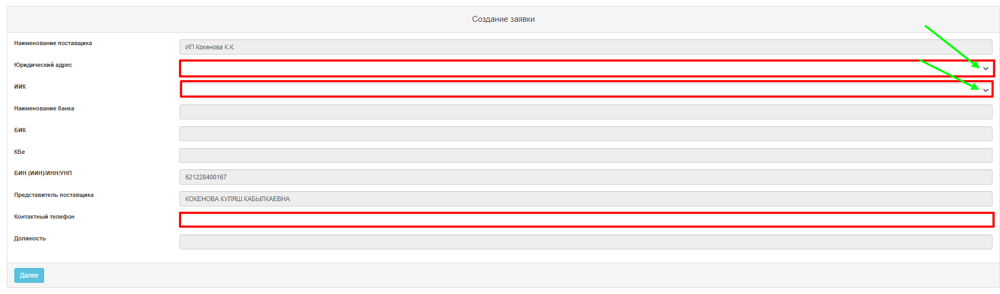 Создание заявки
Наименование поставщика
ИП Кокенова К.К.
Юридический адрес
ИИК
Наименование банка
БИК
КБе
БИН (ИИН)/ИНН/УНП
621228400167
Представитель поставщика
КОКЕНОВА КУЛЯШ КАБЫЛКАЕВНА
Контактный телефон
Должность
Далее